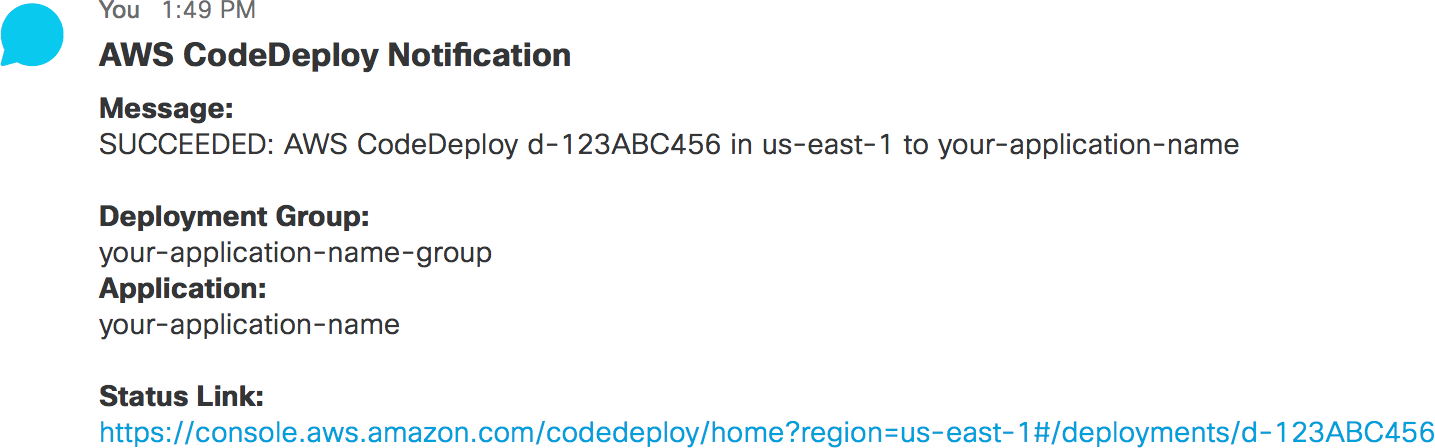 You 1:49 PM
AWS CodeDeploy Notification
Message:
SUCCEEDED: AWS CodeDeploy d-123ABC456 in us-east-1 to your-application-name
Deployment Group:
your-application-name-group
Application:
your-application-name
Status Link:
https://console.aws.amazon.com/codedeploy/home?region=us-east-1#/deployments/d-123ABC456